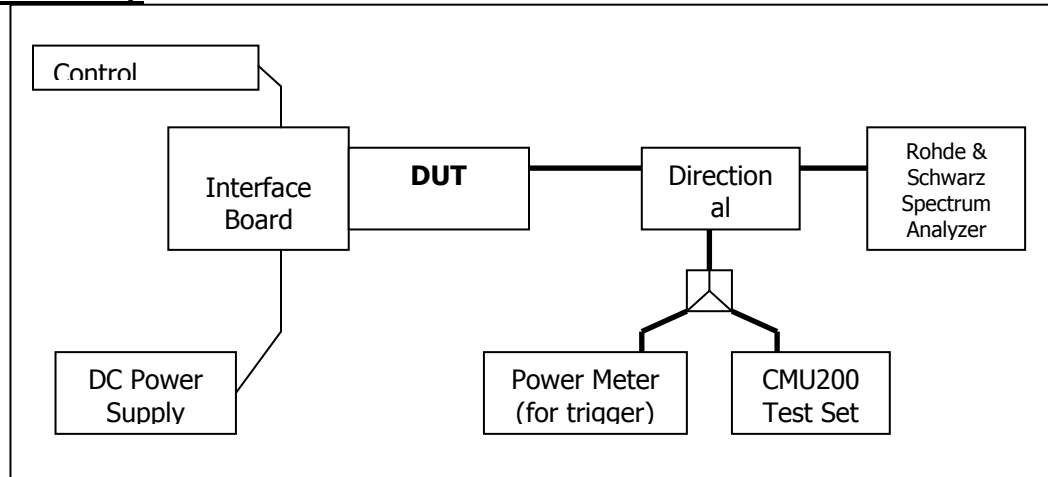 Control
Interface
Board
DUT
Direction
al
Rohde &
Schwarz
Spectrum
Analyzer
DC Power
Supply
Power Meter
(for trigger)
CMU200
Test Set